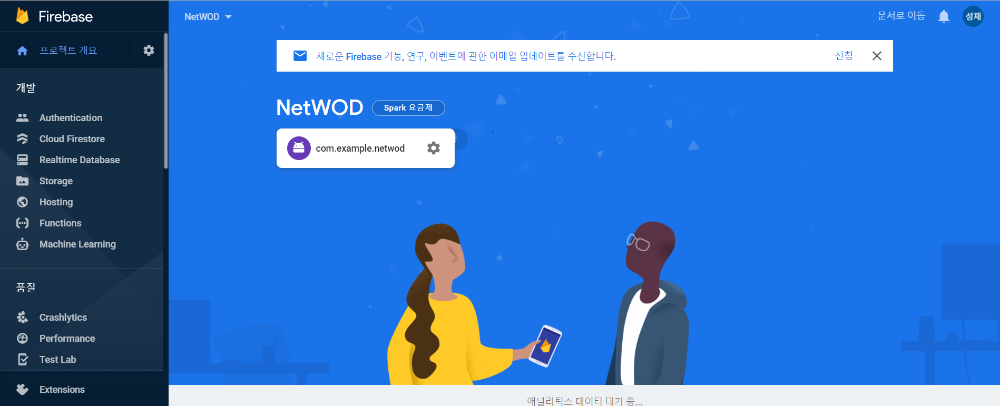 Firebase
NetWOD
문서로 이동
성재
프로젝트 개요
새로운 Firebase 기능, 연구, 이벤트에 관한 이메일 업데이트를 수신합니다.
신청
개발
Authentication
Cloud Firestore
Realtime Database
Storage
Hosting
Functions
Machine Learning
품질
Crashlytics
Performance
Test Lab
Extensions
NetWOD
Spark 요금제
com.example.netwod
애널리틱스 데이터 대기 중...